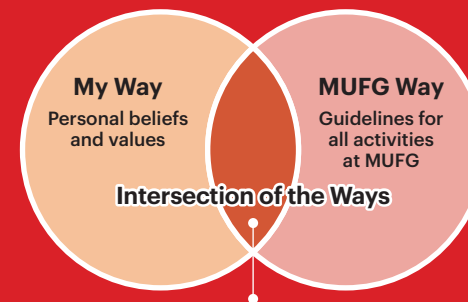 My Way
Personal beliefs
and values
MUFG Way
Guidelines for
all activities
at MUFG
Intersection of the Ways